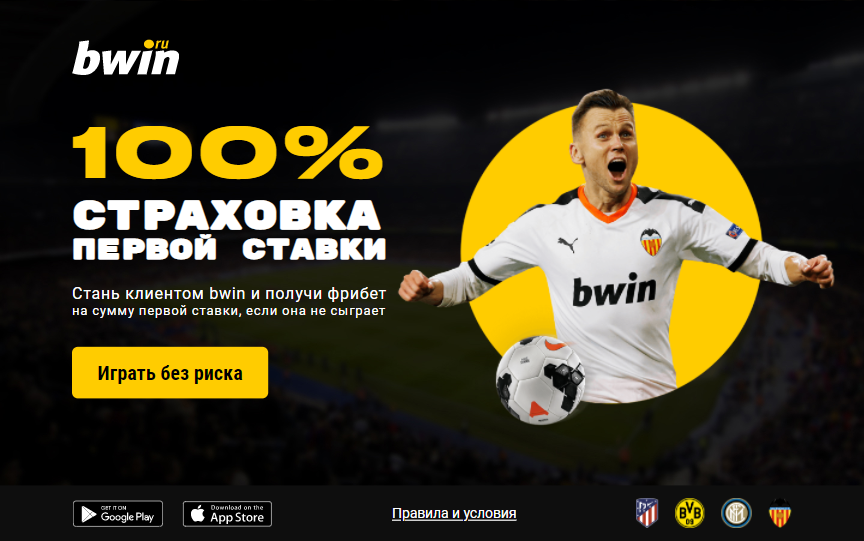 bwin.ru
100%
СТРАХОВКА
ПЕРВОЙ СТАВКИ
Стань клиентом bwin и получи фрибет
на сумму первой ставки, если она не сыграет
Играть без риска
bwin
GET IT ON
Google Play
Download on the
App Store
Правила и условия
BVB
09